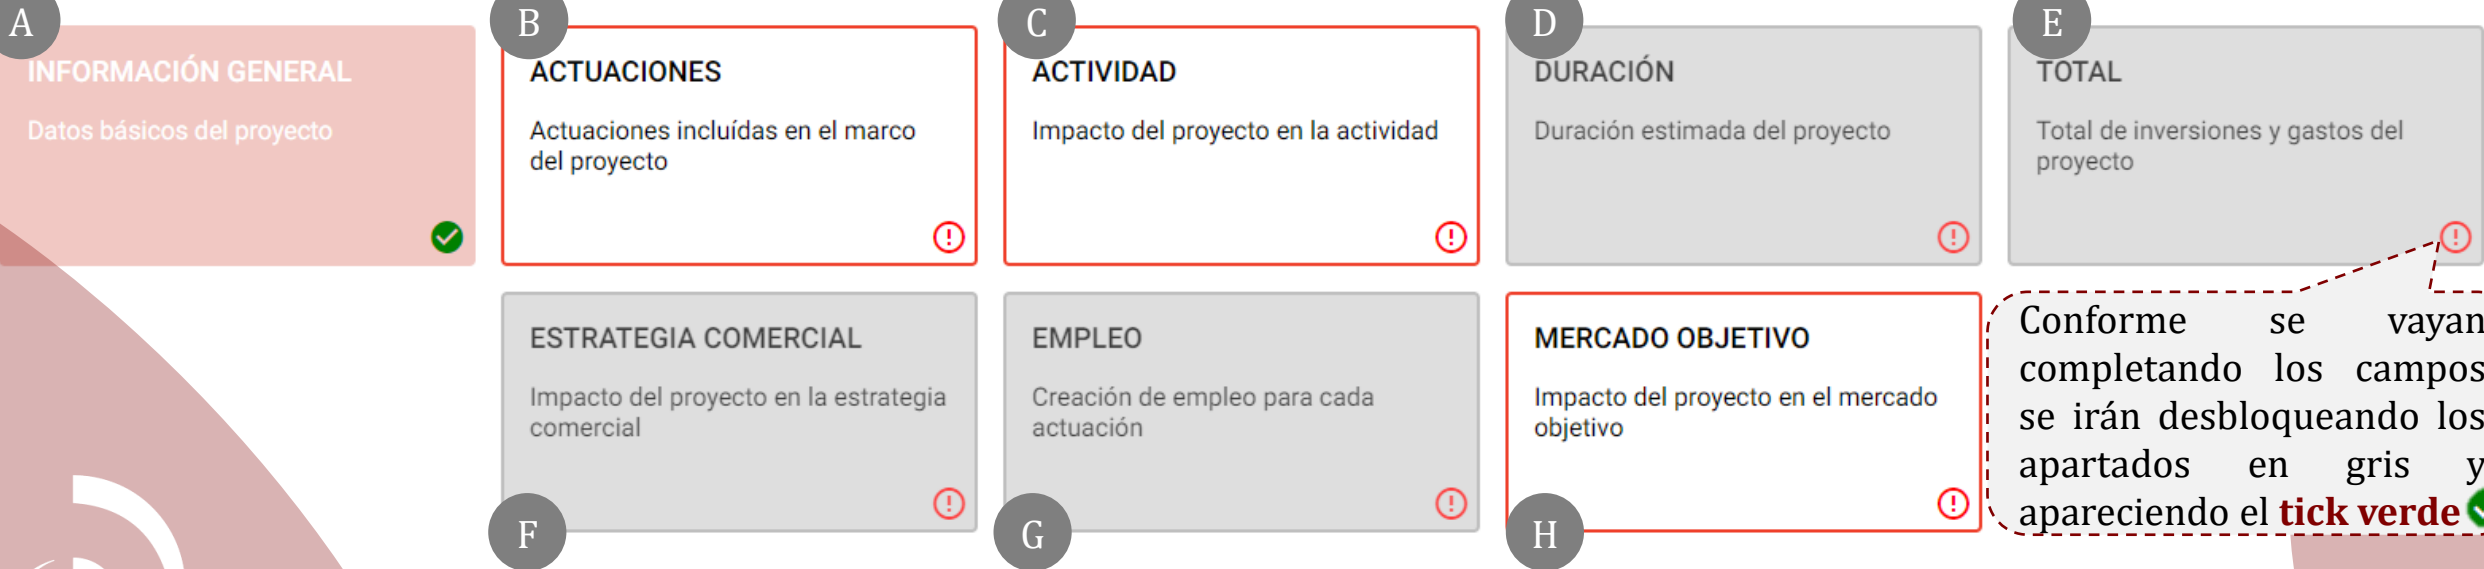 A
INFORMACIÓN GENERAL
Datos básicos del proyecto
B
ACTUACIONES
Actuaciones incluídas en el marco
del proyecto
C
ACTIVIDAD
Impacto del proyecto en la actividad
D
DURACIÓN
Duración estimada del proyecto
E
TOTAL
Total de inversiones y gastos del
proyecto
ESTRATEGIA COMERCIAL
Impacto del proyecto en la estrategia
comercial
F
EMPLEO
Creación de empleo para cada
actuación
G
MERCADO OBJETIVO
Impacto del proyecto en el mercado
objetivo
H
Conforme se vayan
completando los campos
se irán desbloqueando los
apartados en gris y
apareciendo el tick verde